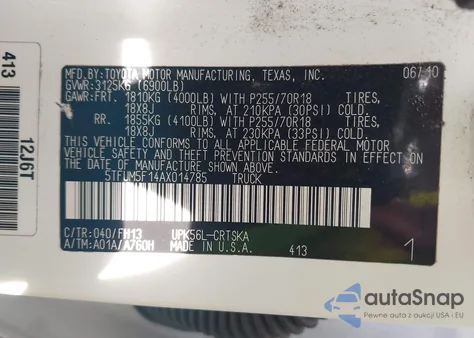 413
12J6T
MFD.BY:TOYOTA MOTOR MANUFACTURING, TEXAS, INC. 06/10
GVWR:3125KG (6900LB)
GAWR:FRT. 1810KG (4000LB) WITH P255/70R18 TIRES,
18X8J RIMS, AT 210KPA (30PSI) COLD.
RR. 1855KG (4100LB) WITH P255/70R18 TIRES,
18X8J RIMS, AT 230KPA (33PSI) COLD.
THIS VEHICLE CONFORMS TO ALL APPLICABLE FEDERAL MOTOR
VEHICLE SAFETY AND THEFT PREVENTION STANDARDS IN EFFECT ON
THE DATE OF MANUFACTURE SHOWN ABOVE.
5TFUM5F14AX014785 TRUCK
C/TR:040/FH13 UPK56L-CRTSKA
A/TM:A01A/A760H MADE IN U.S.A. 413 1
autoSnap
Pewne auta z USA i EU